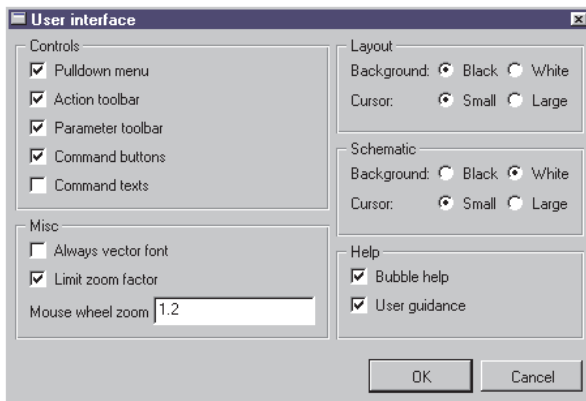 User interface
Controls
Pulldown menu
Action toolbar
Parameter toolbar
Command buttons
Command texts
Misc
Always vector font
Limit zoom factor
Mouse wheel zoom 1.2
Layout
Background: Black White
Cursor: Small Large
Schematic
Background: Black White
Cursor: Small Large
Help
Bubble help
User guidance
OK Cancel